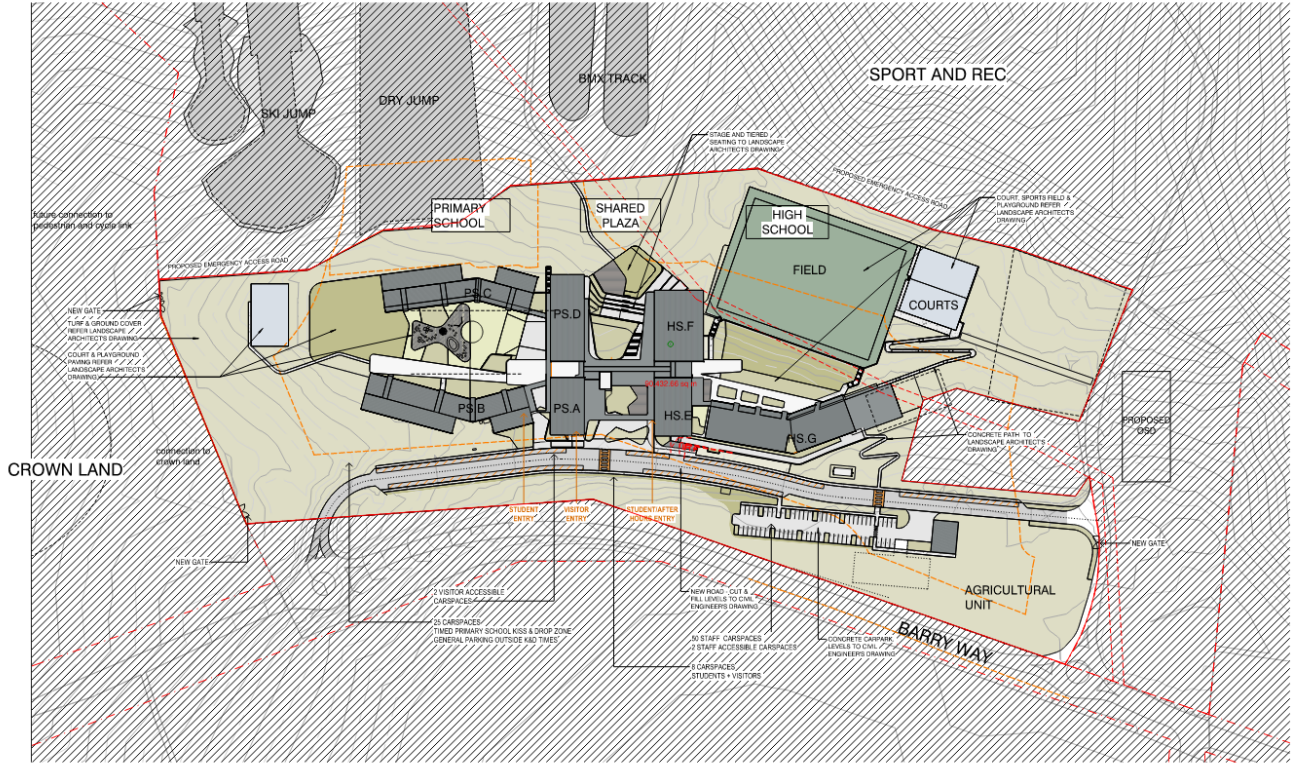 SPORT AND REC
BMX TRACK
DRY JUMP
SKI JUMP
STAGE AND TIERED
SEATING TO LANDSCAPE
ARCHITECT'S DRAWING
PROPOSED EMERGENCY ACCESS ROAD
COURT, SPORTS FIELD &
PLAYGROUND REFER
LANDSCAPE ARCHITECT'S
DRAWING
future connection to
pedestrian and cycle link
PRIMARY
SCHOOL
SHARED
PLAZA
HIGH
SCHOOL
PROPOSED EMERGENCY ACCESS ROAD
FIELD
COURTS
PS.C
PS.D
HS.F
NEW GATE
TURF & GROUND COVER
REFER LANDSCAPE
ARCHITECT'S DRAWING
COURT & PLAYGROUND
PAVING REFER
LANDSCAPE ARCHITECT'S
DRAWING
PS.B
PS.A
HS.E
HS.G
PROPOSED
OSD
CONCRETE PATH TO
LANDSCAPE ARCHITECT'S
DRAWING
CROWN LAND
connection to
crown land
STUDENT
ENTRY
VISITOR
ENTRY
STUDENT/AFTER
HOURS ENTRY
NEW GATE
NEW GATE
2 VISITOR ACCESSIBLE
CARSPACES
NEW ROAD - CUT &
FILL LEVELS TO CIVIL
ENGINEER'S DRAWING
AGRICULTURAL
UNIT
25 CARSPACES
TIMED PRIMARY SCHOOL KISS & DROP ZONE
GENERAL PARKING OUTSIDE K&D TIMES
50 STAFF CARSPACES
2 STAFF ACCESSIBLE CARSPACES
CONCRETE CARPARK
LEVELS TO CIVIL
ENGINEER'S DRAWING
BARRY WAY
6 CARSPACES
STUDENTS + VISITORS